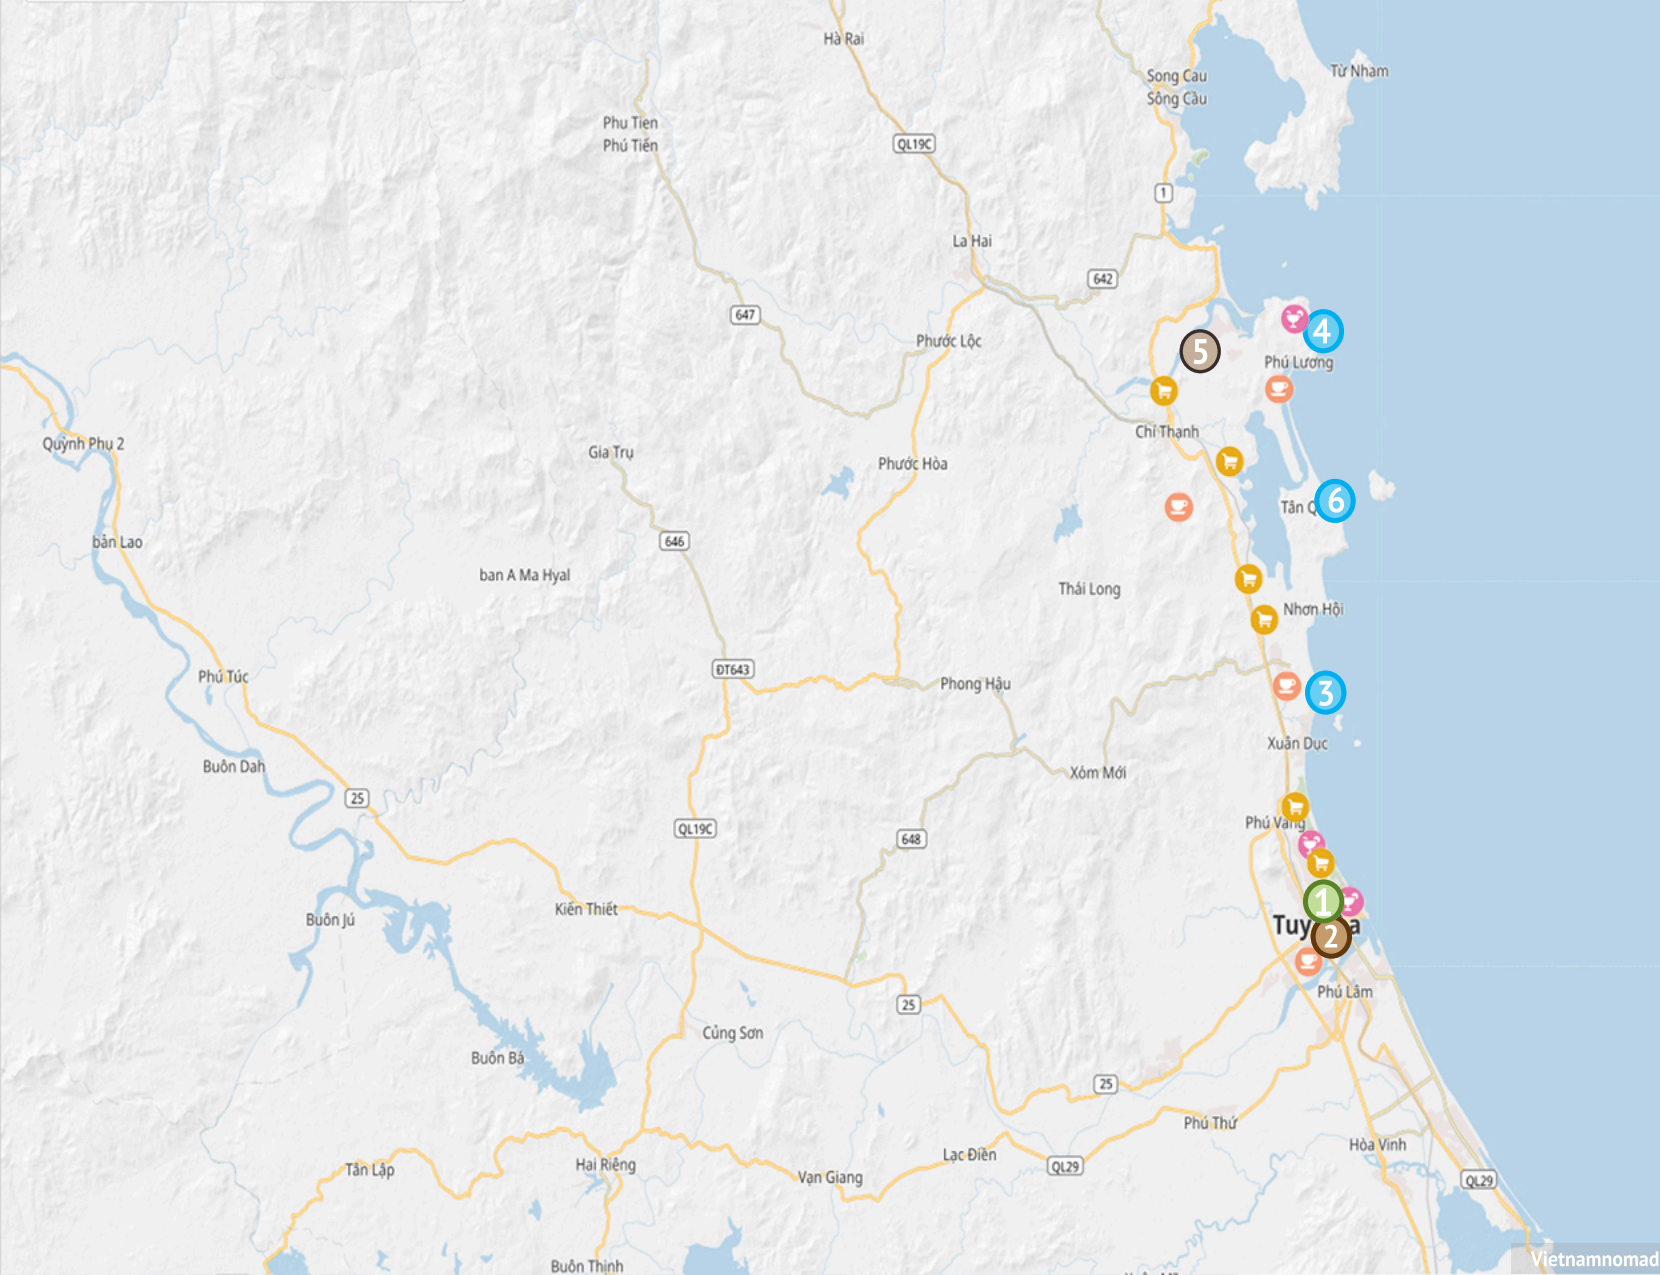 Hà Rai
Từ Nham
Song Cau
Sông Cầu
Phu Tien
Phú Tiến
QL19C
1
La Hai
642
647
4
Phước Lộc
5
Phú Lương
Chí Thạnh
Quỳnh Phụ 2
Gia Trụ
Phước Hòa
6
Tân Q
646
bản Lao
ban A Ma Hyal
Thái Long
Nhơn Hội
ĐT643
Phú Túc
Phong Hậu
3
Xuân Dục
Buôn Dah
Xóm Mới
25
Phú Vang
QL19C
648
1
Kiến Thiết
Buôn Jú
Tuy
a
2
Phú Lâm
25
Củng Sơn
Buôn Bá
25
Phú Thứ
Hòa Vinh
Lạc Điền
QL29
Tân Lập
Hai Riêng
Vạn Giang
QL29
Vietnamnomad
Buôn Thịnh